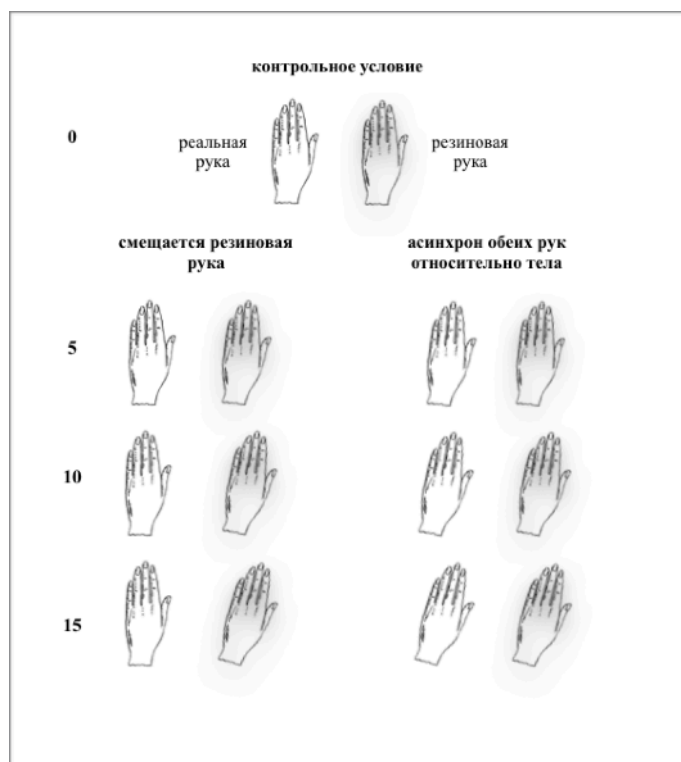 контрольное условие
0
реальная
рука
резиновая
рука
смещается резиновая
рука
асинхрон обеих рук
относительно тела
5
10
15